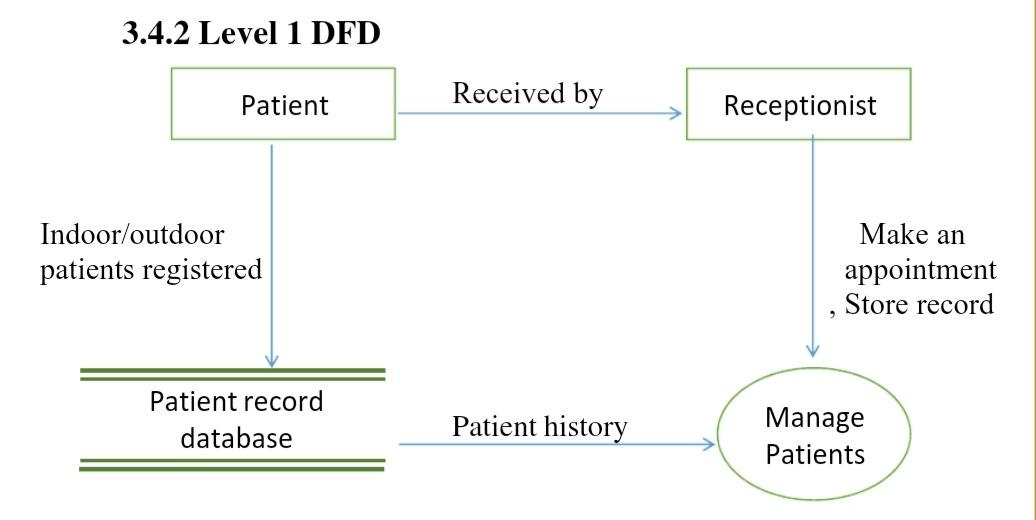 3.4.2 Level 1 DFD
Patient
Received by
Receptionist
Indoor/outdoor
patients registered
Make an
appointment
, Store record
Patient record
database
Patient history
Manage
Patients